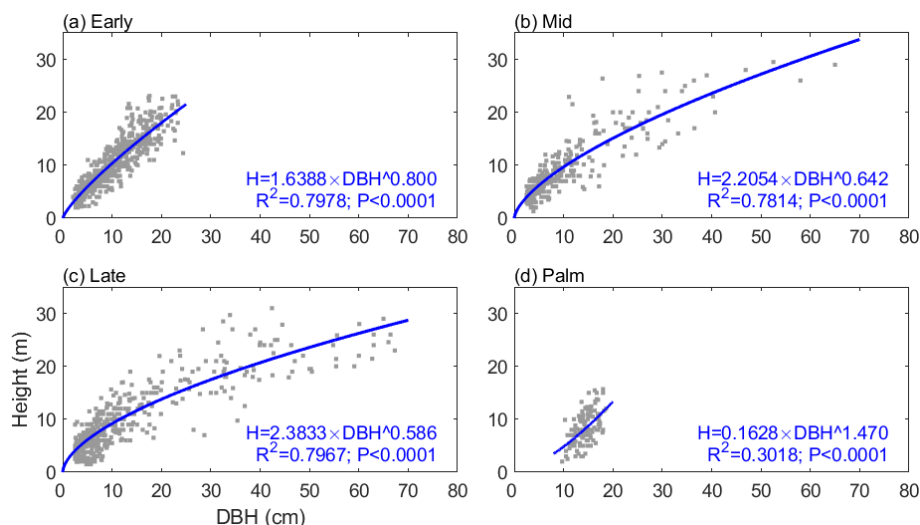 (a) Early
30
20
10
0
0 10 20 30 40 50 60 70 80
H=1.6388×DBH^0.800
R²=0.7978; P<0.0001
(b) Mid
30
20
10
0
0 10 20 30 40 50 60 70 80
H=2.2054×DBH^0.642
R²=0.7814; P<0.0001
(c) Late
30
20
10
0
0 10 20 30 40 50 60 70 80
H=2.3833×DBH^0.586
R²=0.7967; P<0.0001
Height (m)
DBH (cm)
(d) Palm
30
20
10
0
0 10 20 30 40 50 60 70 80
H=0.1628×DBH^1.470
R²=0.3018; P<0.0001